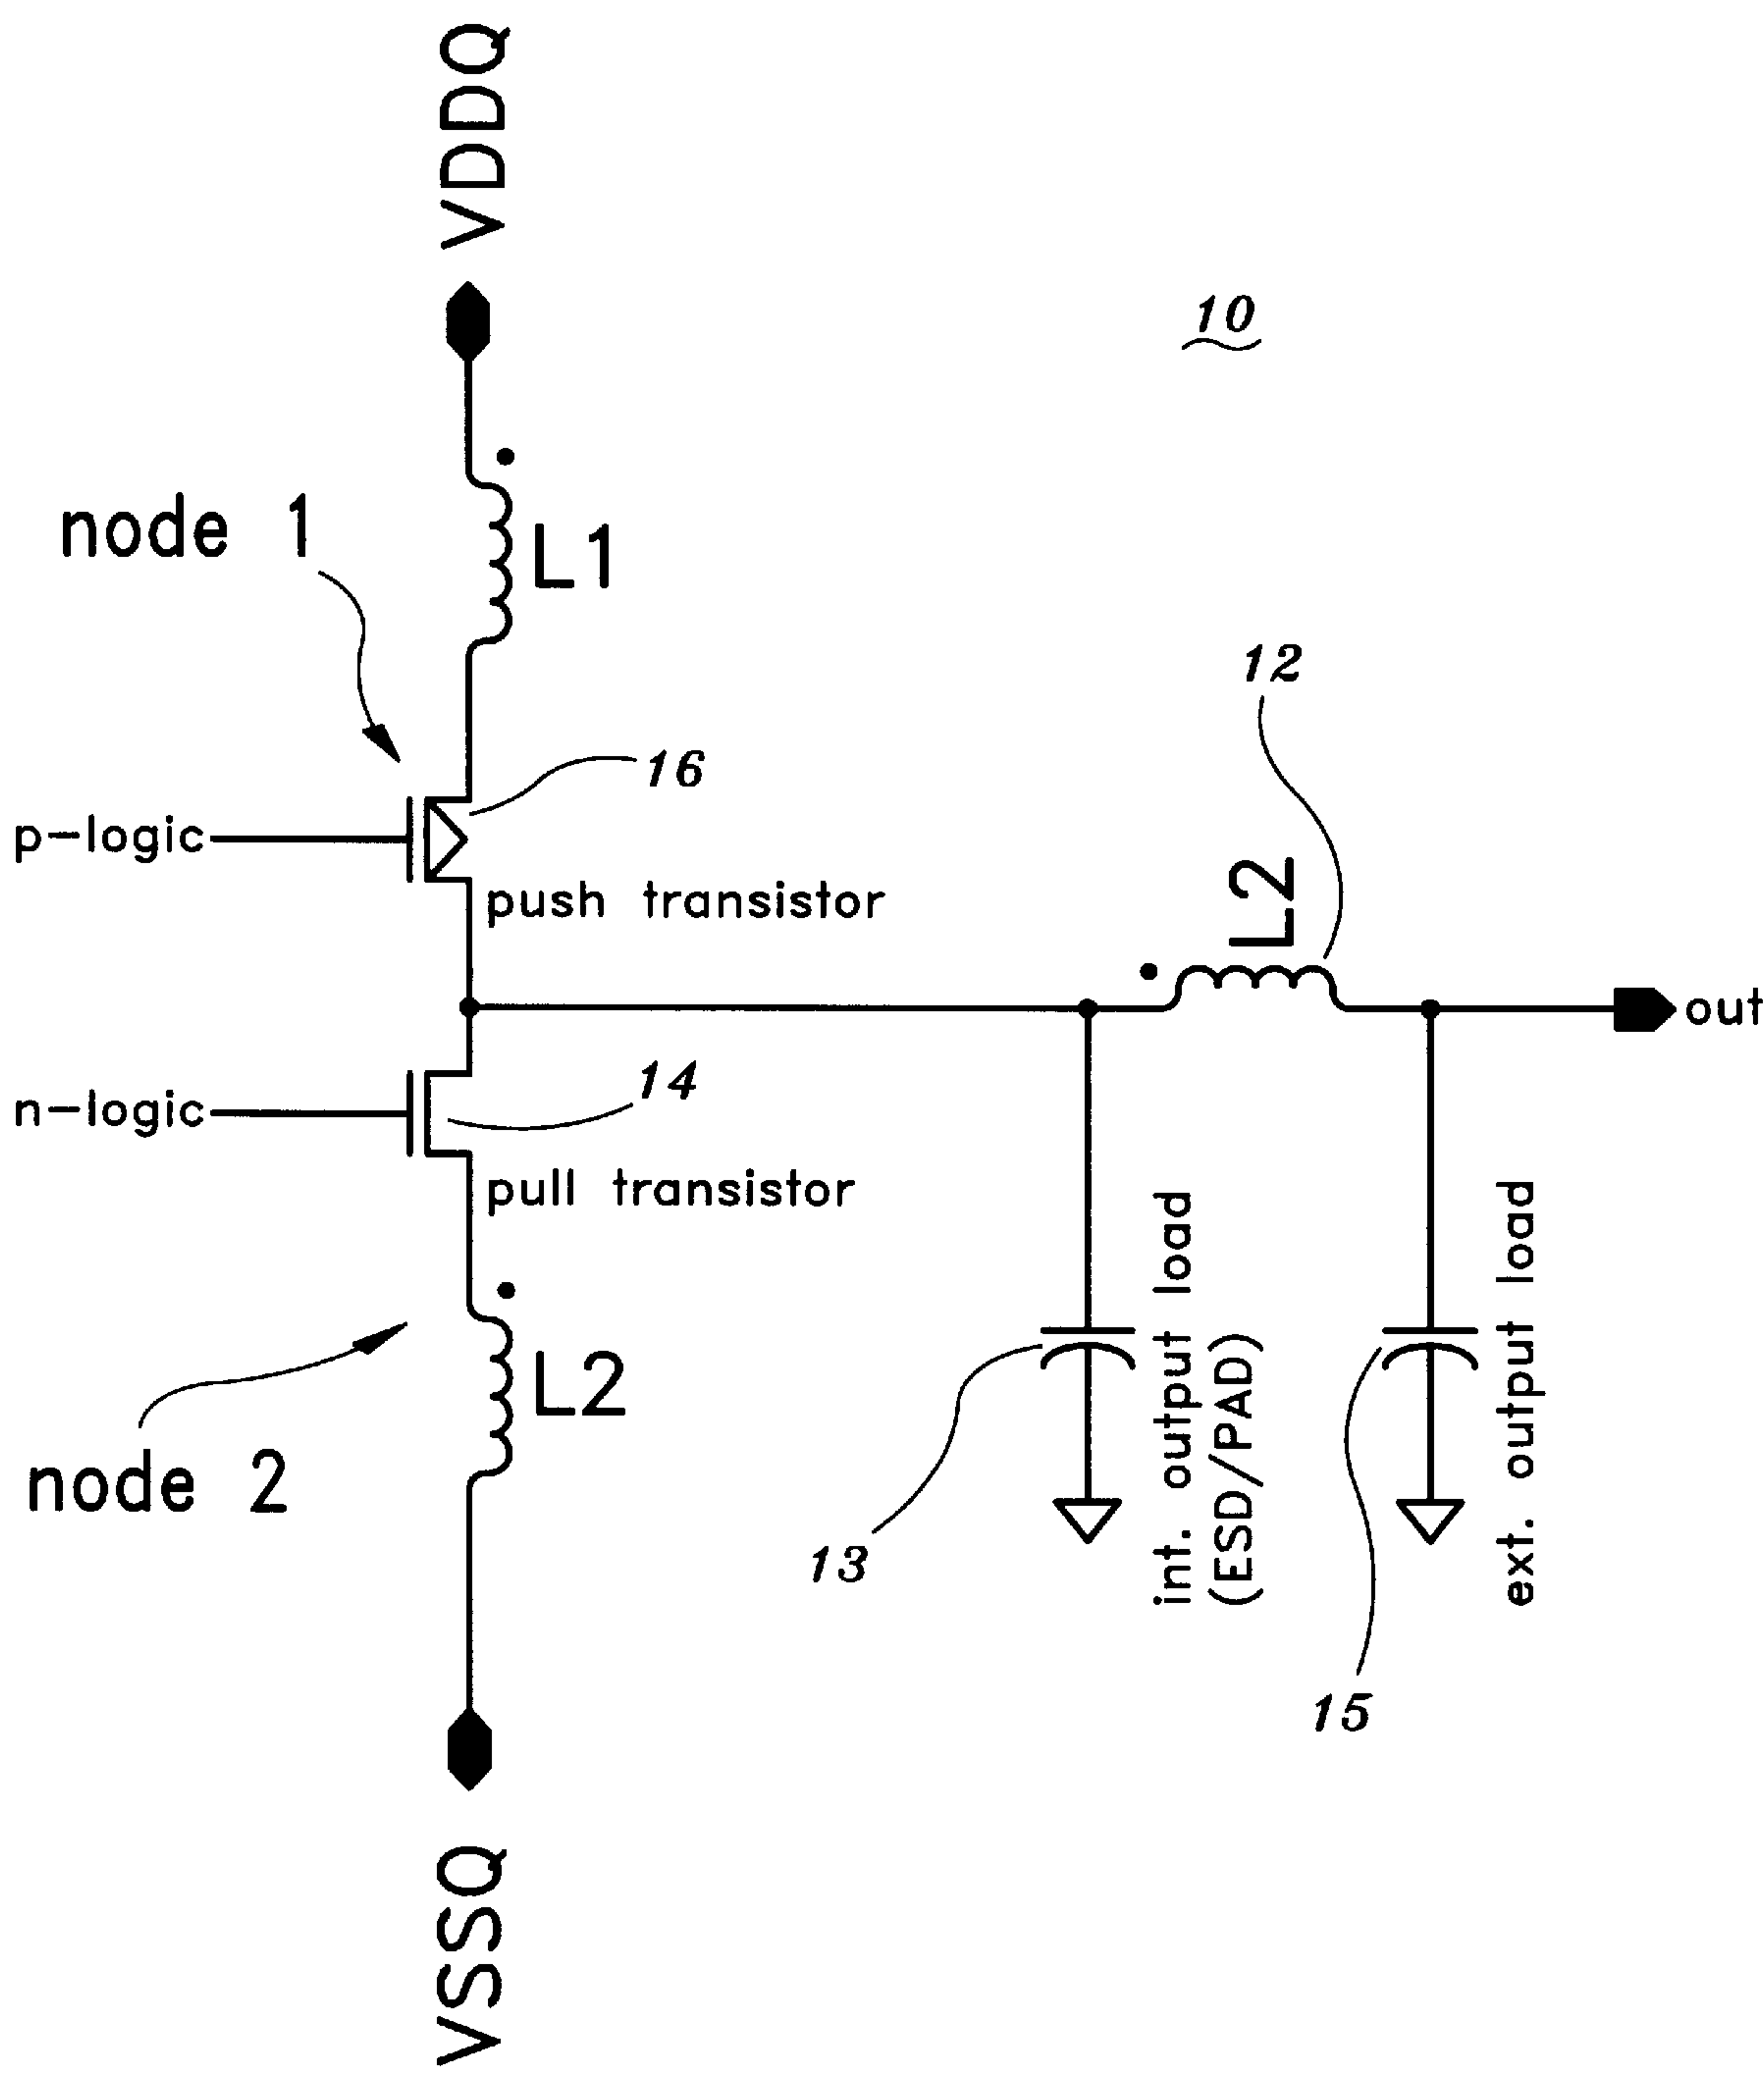 VDDQ
10
node 1
L1
12
16
p-logic
push transistor
L2
out
14
n-logic
pull transistor
L2
node 2
13
int. output load
(ESD/PAD)
ext. output load
15
VSSQ